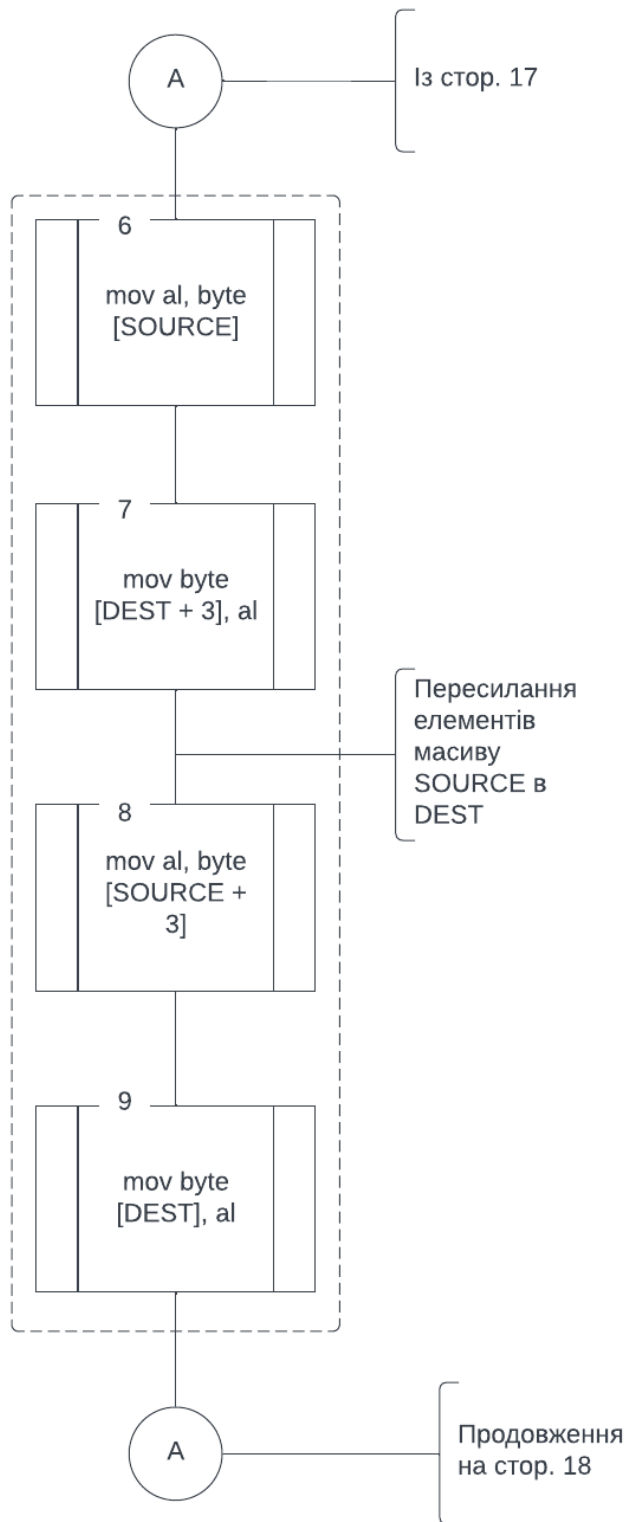 А
Із стор. 17
6
mov al, byte
[SOURCE]
7
mov byte
[DEST + 3], al
Пересилання
елементів
масиву
SOURCE в
DEST
8
mov al, byte
[SOURCE +
3]
9
mov byte
[DEST], al
А
Продовження
на стор. 18